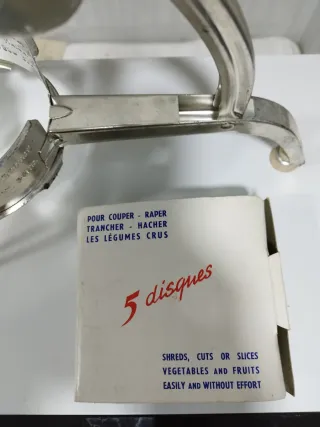 POUR COUPER - RAPER
TRANCHER - HACHER
LES LÉGUMES CRUS
5 disques
SHREDS, CUTS OR SLICES
VEGETABLES AND FRUITS
EASILY AND WITHOUT EFFORT